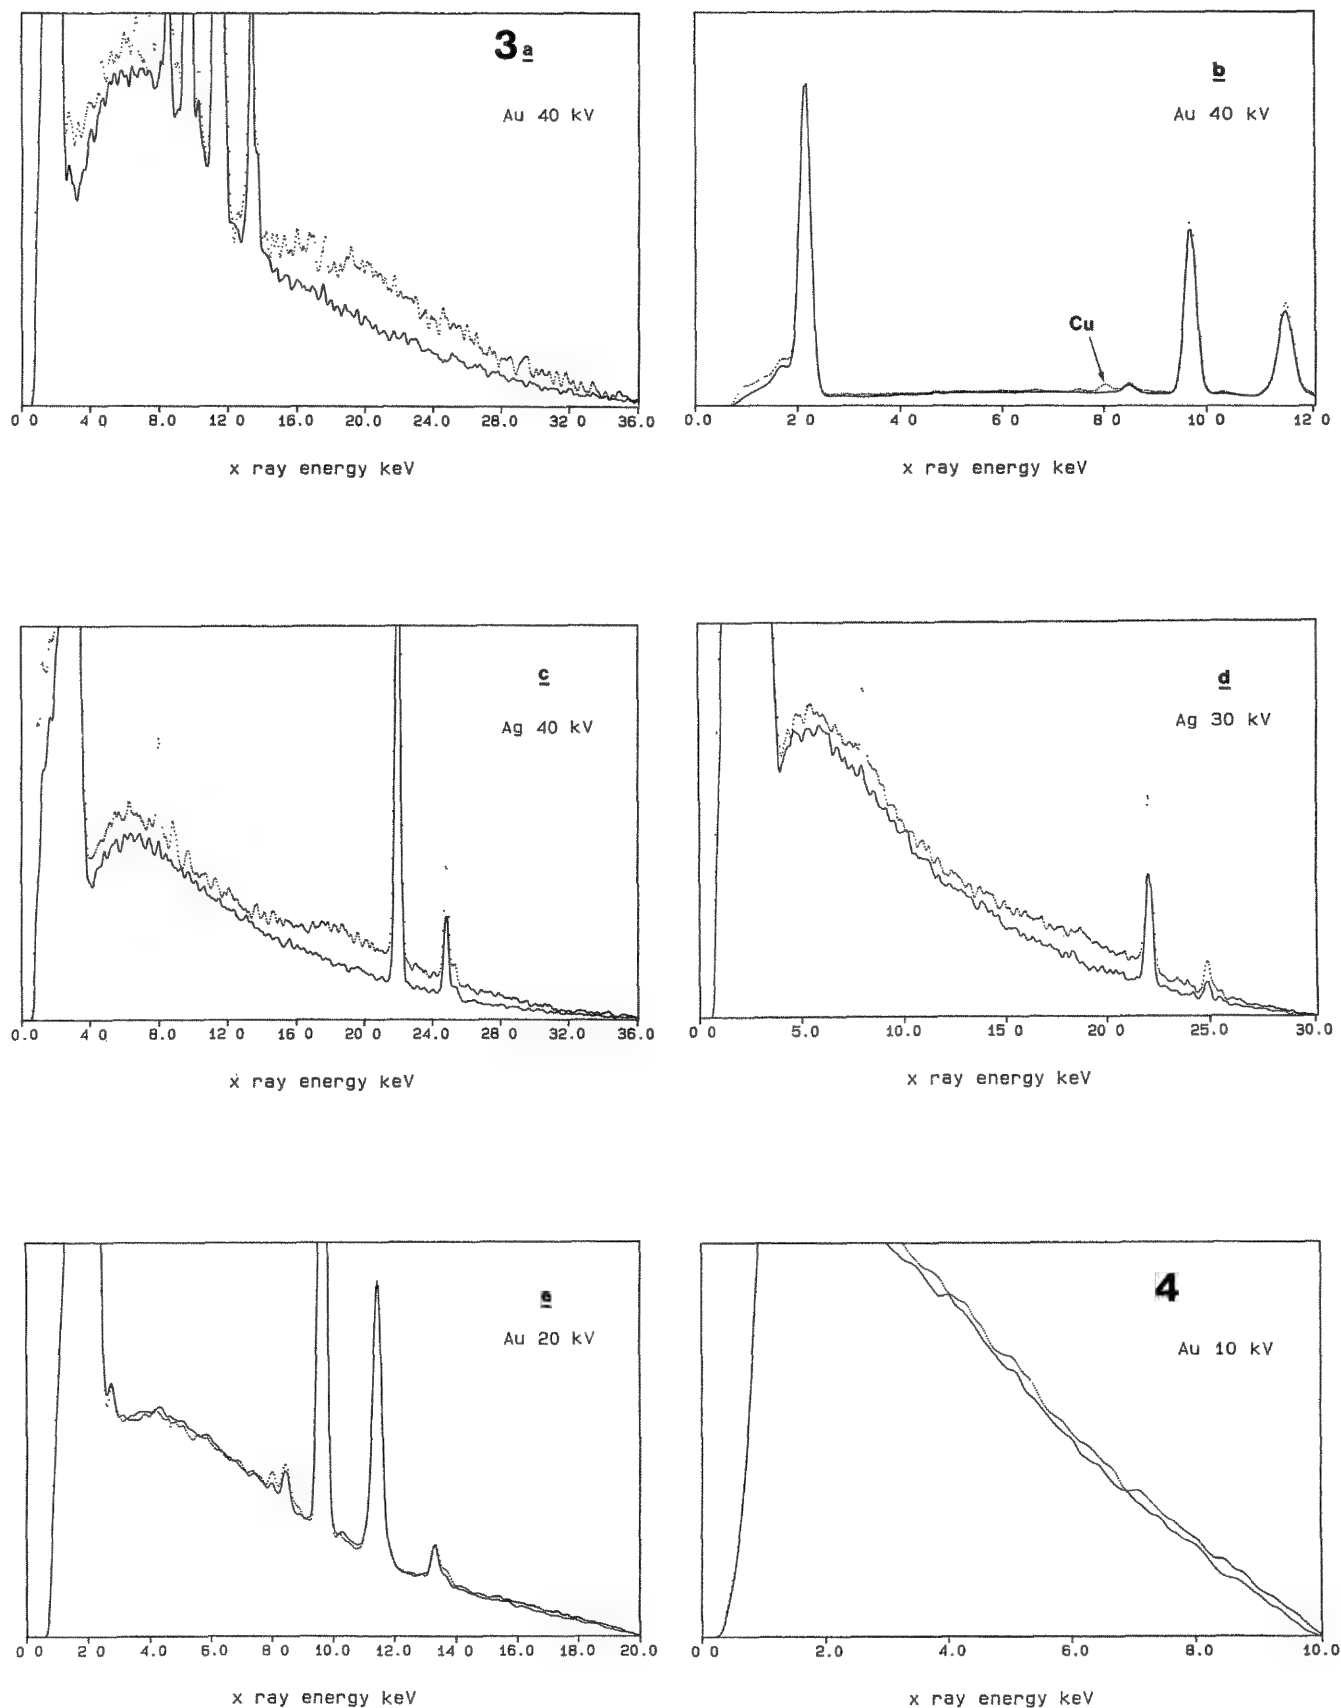 3a
Au 40 kV
0 0 4 0 8 0 12 0 16.0 20 0 24.0 28.0 32 0 36.0
x ray energy keV
b
Au 40 kV
Cu
0.0 2 0 4 0 6 0 8 0 10 0 12 0
x ray energy keV
c
Ag 40 kV
0.0 4 0 8 0 12 0 16.0 20 0 24.0 28.0 32.0 36.0
x ray energy keV
d
Ag 30 kV
0 0 5.0 10.0 15 0 20 0 25.0 30.0
x ray energy keV
e
Au 20 kV
0 0 2 0 4.0 6.0 8.0 10 0 12.0 14 0 16.0 18.0 20.0
x ray energy keV
4
Au 10 kV
0 0 2.0 4.0 6.0 8.0 10.0
x ray energy keV